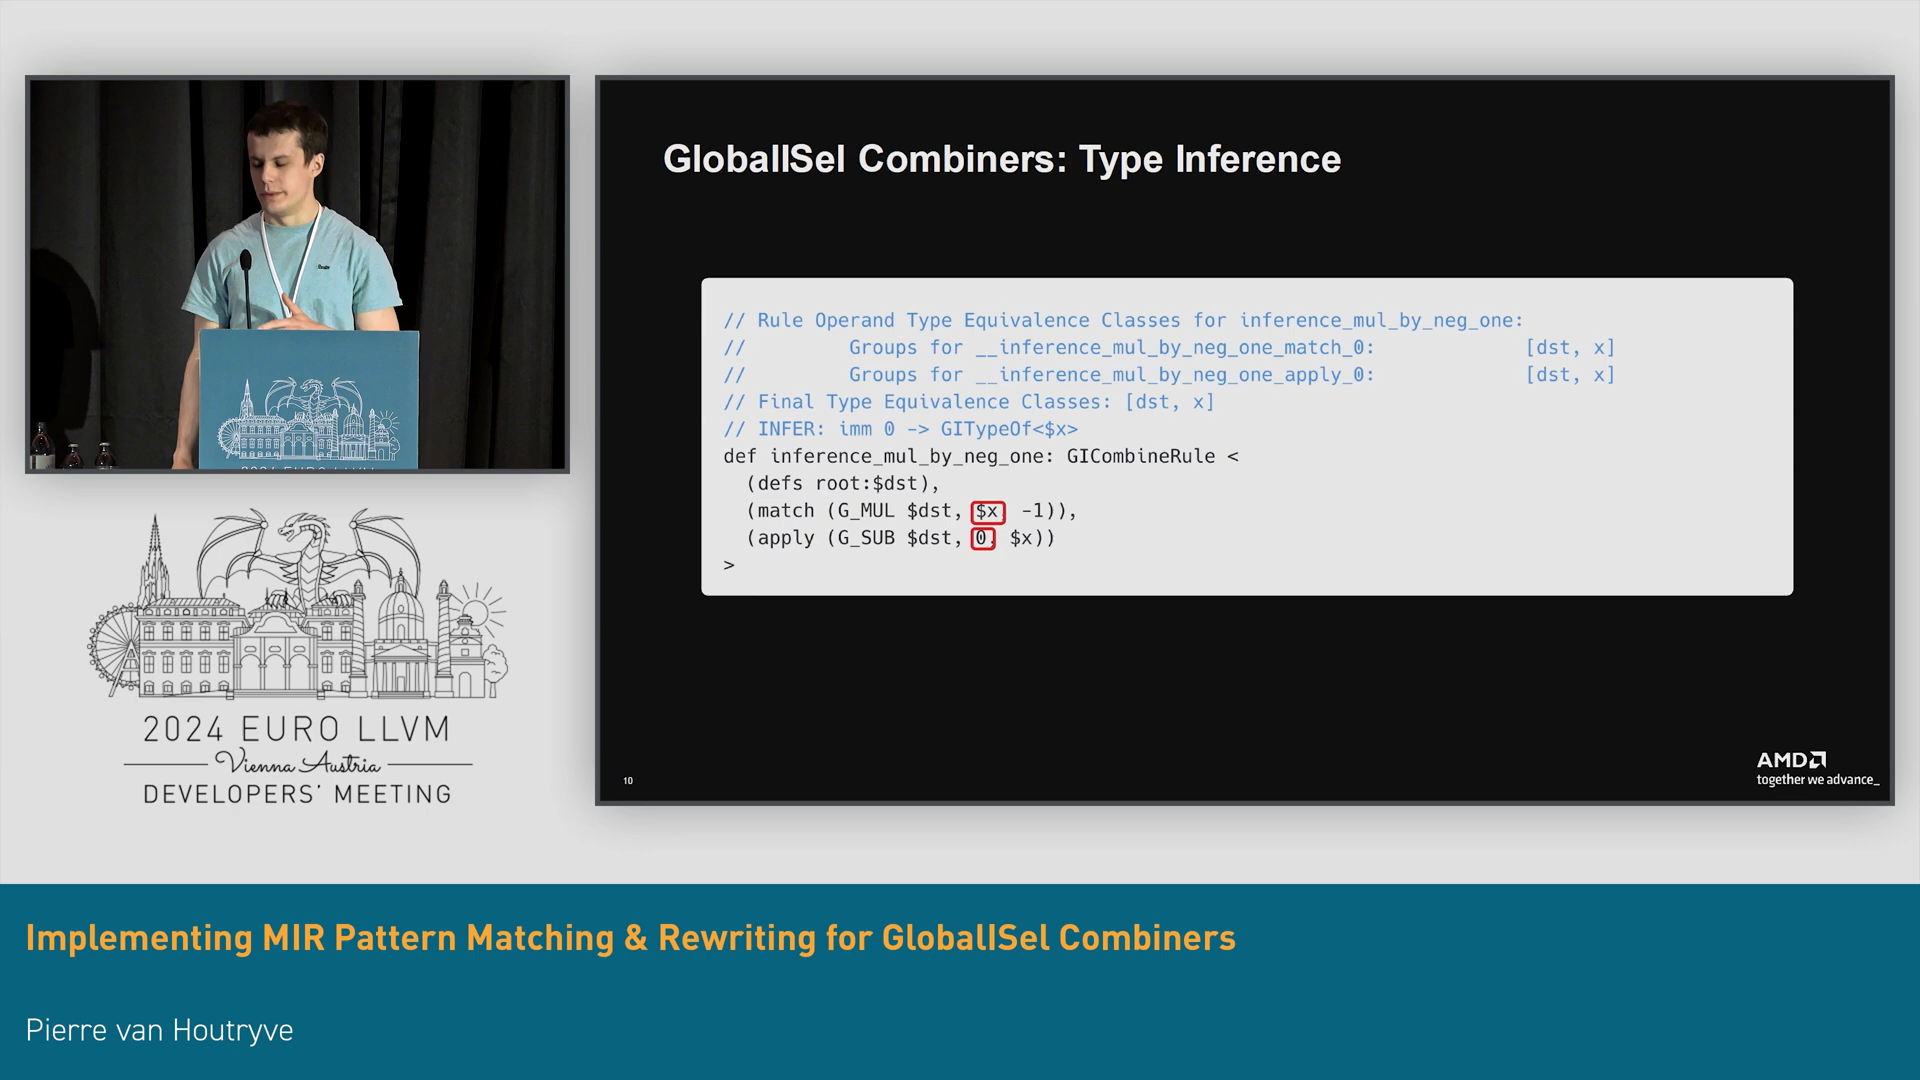 GlobalISel Combiners: Type Inference
// Rule Operand Type Equivalence Classes for inference_mul_by_neg_one:
//         Groups for __inference_mul_by_neg_one_match_0:             [dst, x]
//         Groups for __inference_mul_by_neg_one_apply_0:             [dst, x]
// Final Type Equivalence Classes: [dst, x]
// INFER: imm 0 -> GITypeOf<$x>
def inference_mul_by_neg_one: GICombineRule <
  (defs root:$dst),
  (match (G_MUL $dst, $x, -1)),
  (apply (G_SUB $dst, 0, $x))
>
10
AMD
together we advance_
2024 EURO LLVM
Vienna Austria
DEVELOPERS' MEETING
Implementing MIR Pattern Matching & Rewriting for GlobalISel Combiners
Pierre van Houtryve